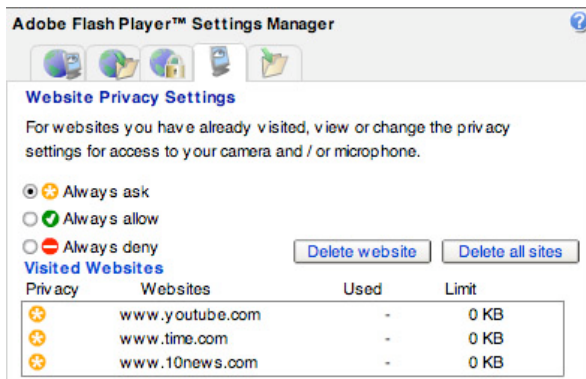 Adobe Flash Player™ Settings Manager
?
Website Privacy Settings
For websites you have already visited, view or change the privacy
settings for access to your camera and / or microphone.
Always ask
Always allow
Always deny
Delete website
Delete all sites
Visited Websites
Privacy Websites Used Limit
www.youtube.com - 0 KB
www.time.com - 0 KB
www.10news.com - 0 KB